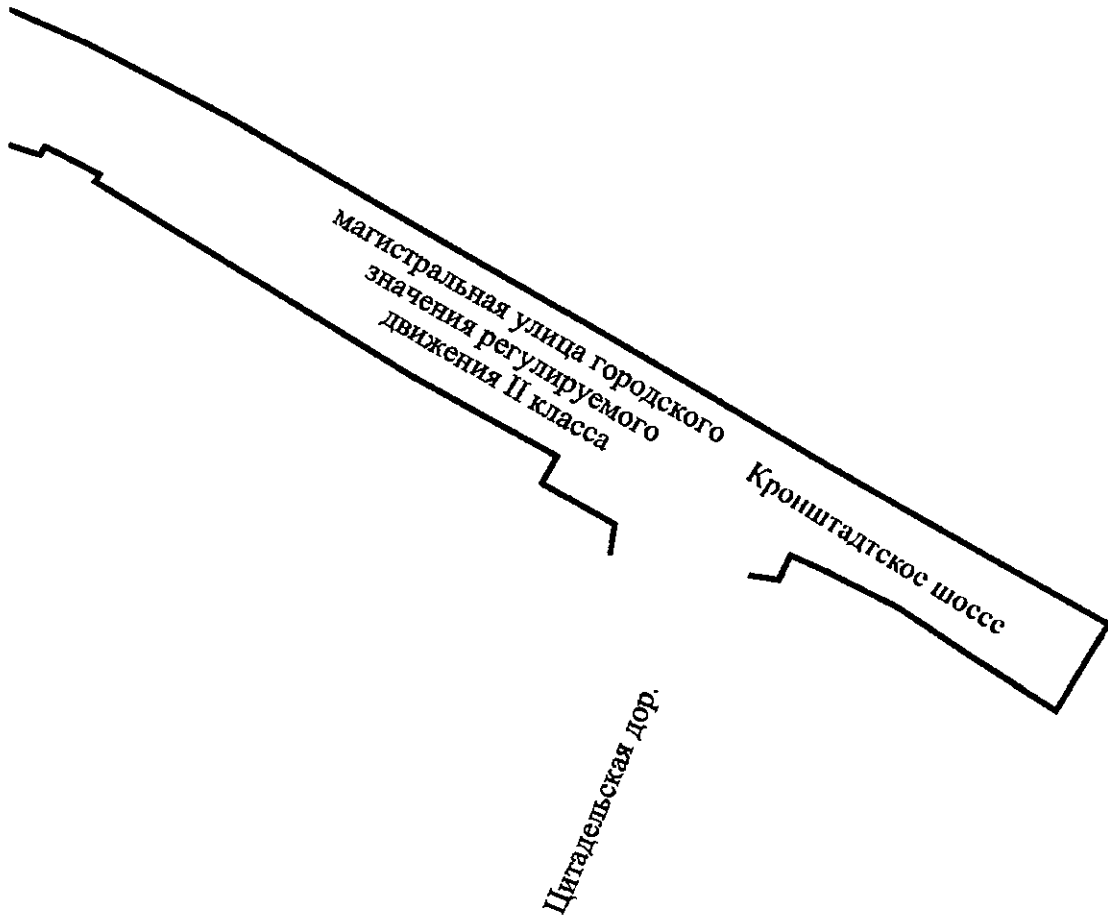 магистральная улица городского
значения регулируемого
движения II класса
Кронштадтское шоссе
Цитадельская дор.